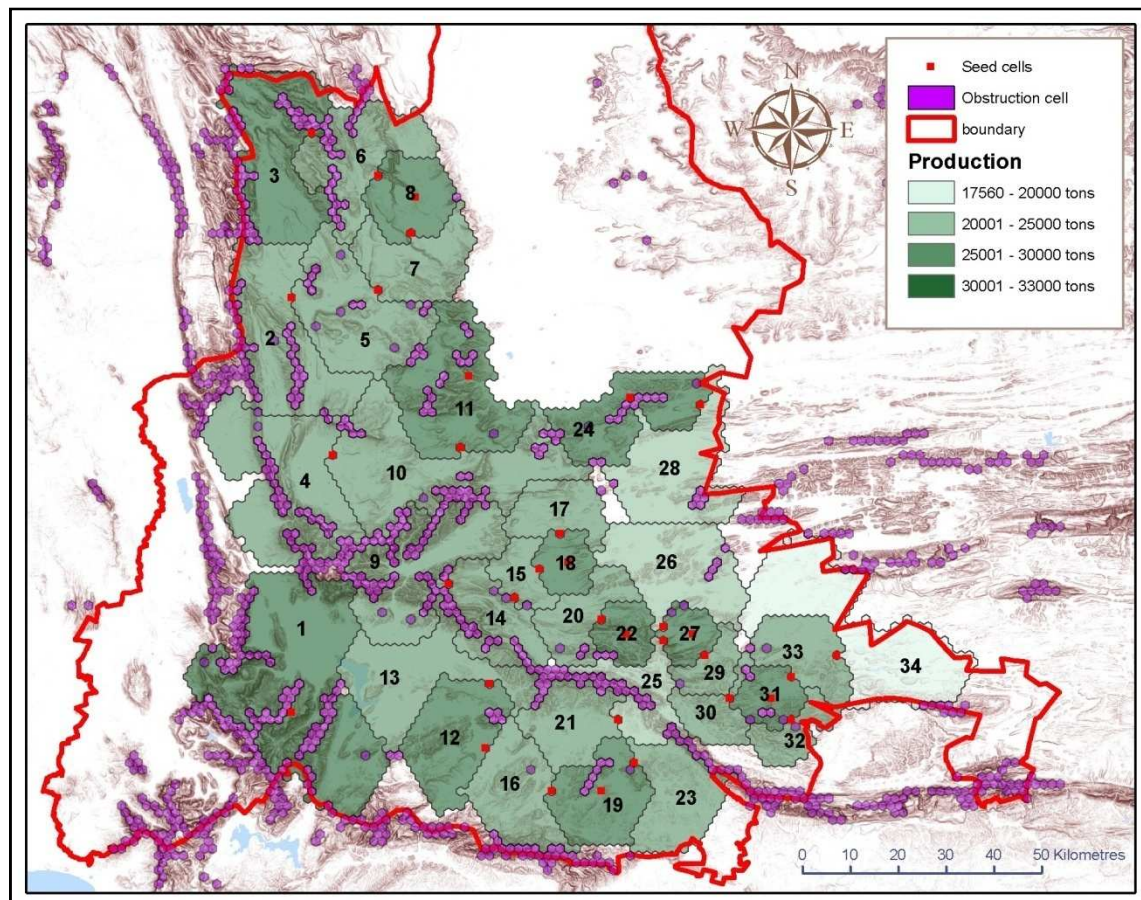 N
W E
S
Seed cells
Obstruction cell
boundary
Production
17560 - 20000 tons
20001 - 25000 tons
25001 - 30000 tons
30001 - 33000 tons
6
3
8
7
2
5
11
24
28
4
10
17
9
15
18
26
1
14
20
22
27
13
25
29
33
34
30
31
21
32
12
16
19
23
0 10 20 30 40 50 Kilometres